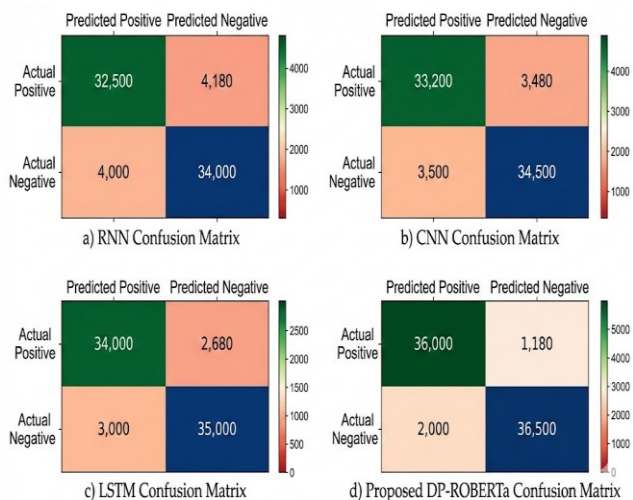 Predicted Positive Predicted Negative
Actual Positive 32,500 4,180
Actual Negative 4,000 34,000
4000
3000
2000
1000
a) RNN Confusion Matrix
Predicted Positive Predicted Negative
Actual Positive 33,200 3,480
Actual Negative 3,500 34,500
4000
3000
2000
1000
b) CNN Confusion Matrix
Predicted Positive Predicted Negative
Actual Positive 34,000 2,680
Actual Negative 3,000 35,000
2500
2000
1500
1000
500
0
c) LSTM Confusion Matrix
Predicted Positive Predicted Negative
Actual Positive 36,000 1,180
Actual Negative 2,000 36,500
5000
4000
3000
2000
1000
0
d) Proposed DP-ROBERTa Confusion Matrix